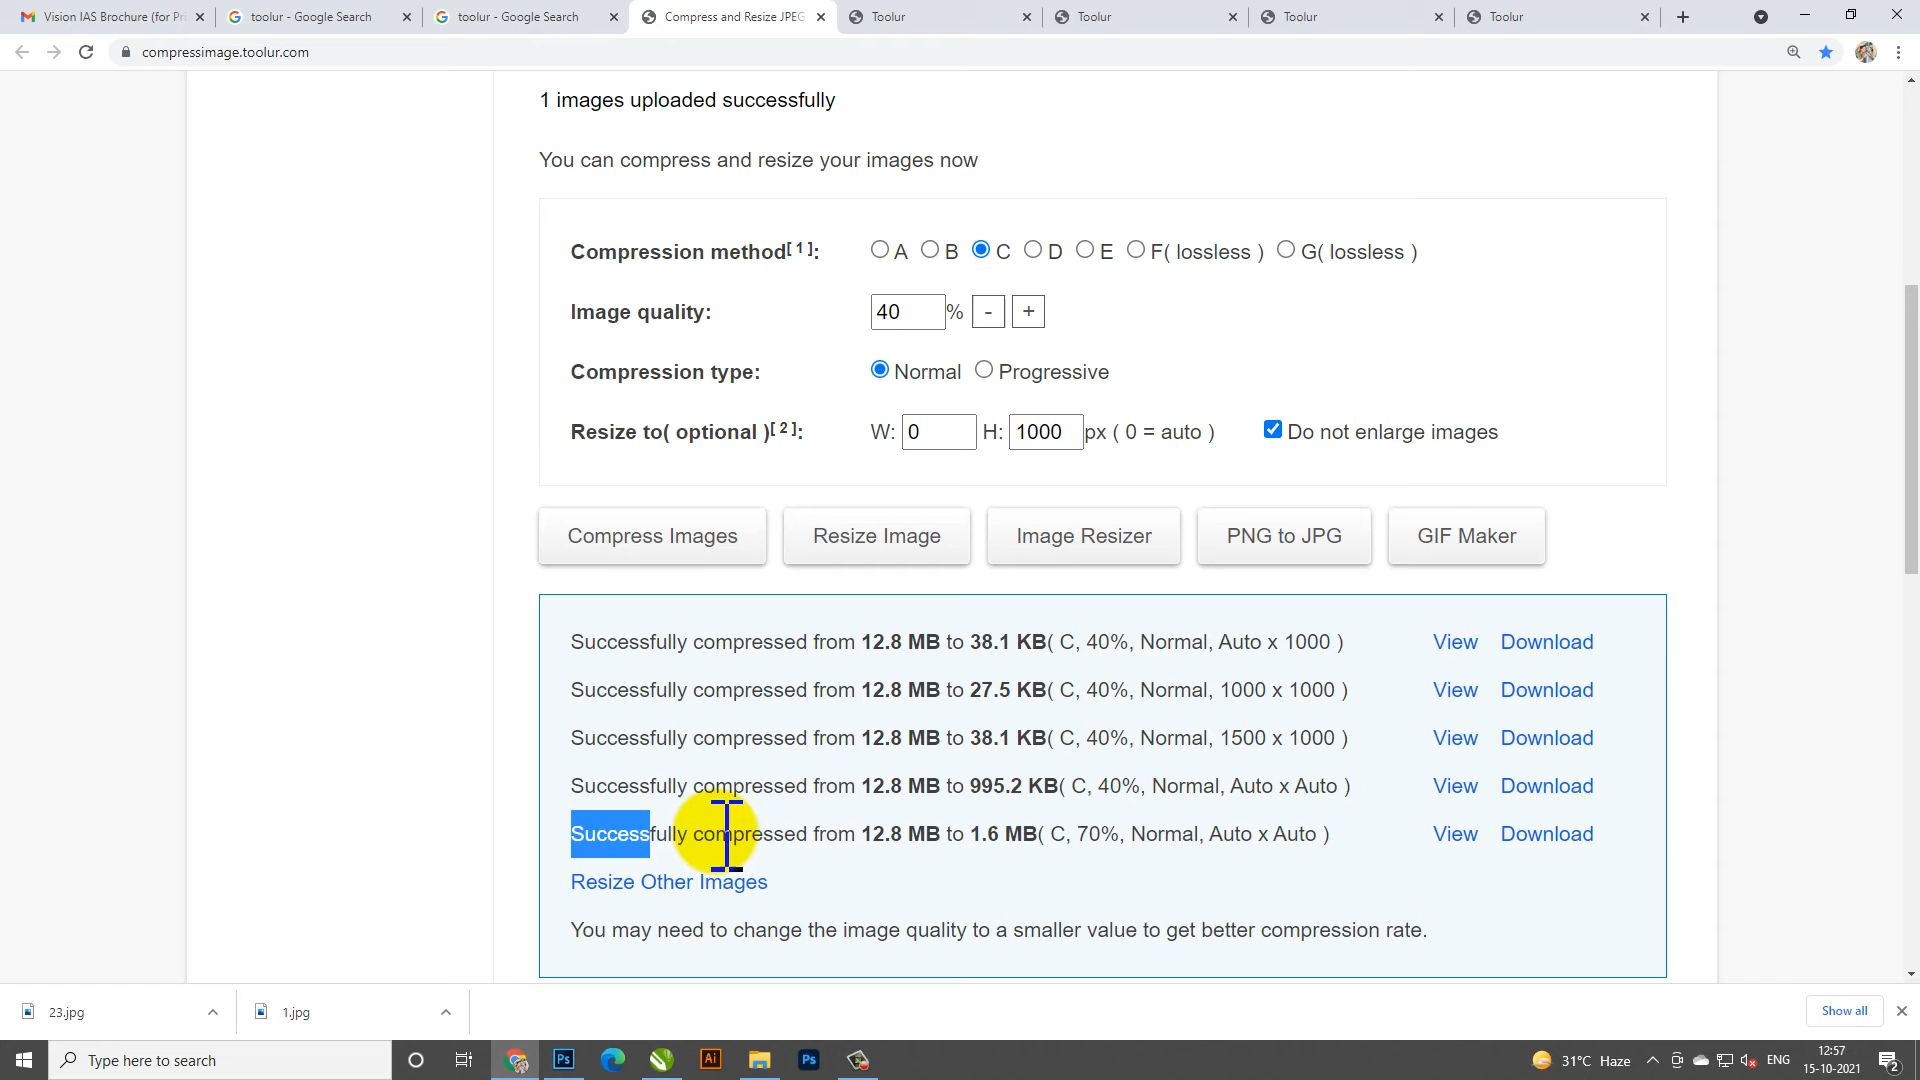 Vision IAS Brochure (for Pr
toolur - Google Search
toolur - Google Search
Compress and Resize JPEG
Toolur
Toolur
Toolur
Toolur
compressimage.toolur.com
1 images uploaded successfully
You can compress and resize your images now
Compression method[ 1 ]: A B C D E F( lossless ) G( lossless )
Image quality: 40 % - +
Compression type: Normal Progressive
Resize to( optional )[ 2 ]: W: 0 H: 1000 px ( 0 = auto ) Do not enlarge images
Compress Images Resize Image Image Resizer PNG to JPG GIF Maker
Successfully compressed from 12.8 MB to 38.1 KB( C, 40%, Normal, Auto x 1000 ) View Download
Successfully compressed from 12.8 MB to 27.5 KB( C, 40%, Normal, 1000 x 1000 ) View Download
Successfully compressed from 12.8 MB to 38.1 KB( C, 40%, Normal, 1500 x 1000 ) View Download
Successfully compressed from 12.8 MB to 995.2 KB( C, 40%, Normal, Auto x Auto ) View Download
Successfully compressed from 12.8 MB to 1.6 MB( C, 70%, Normal, Auto x Auto ) View Download
Resize Other Images
You may need to change the image quality to a smaller value to get better compression rate.
23.jpg 1.jpg Show all
Type here to search
Ps
Ai
Ps
31°C Haze
ENG
12:57
15-10-2021
2